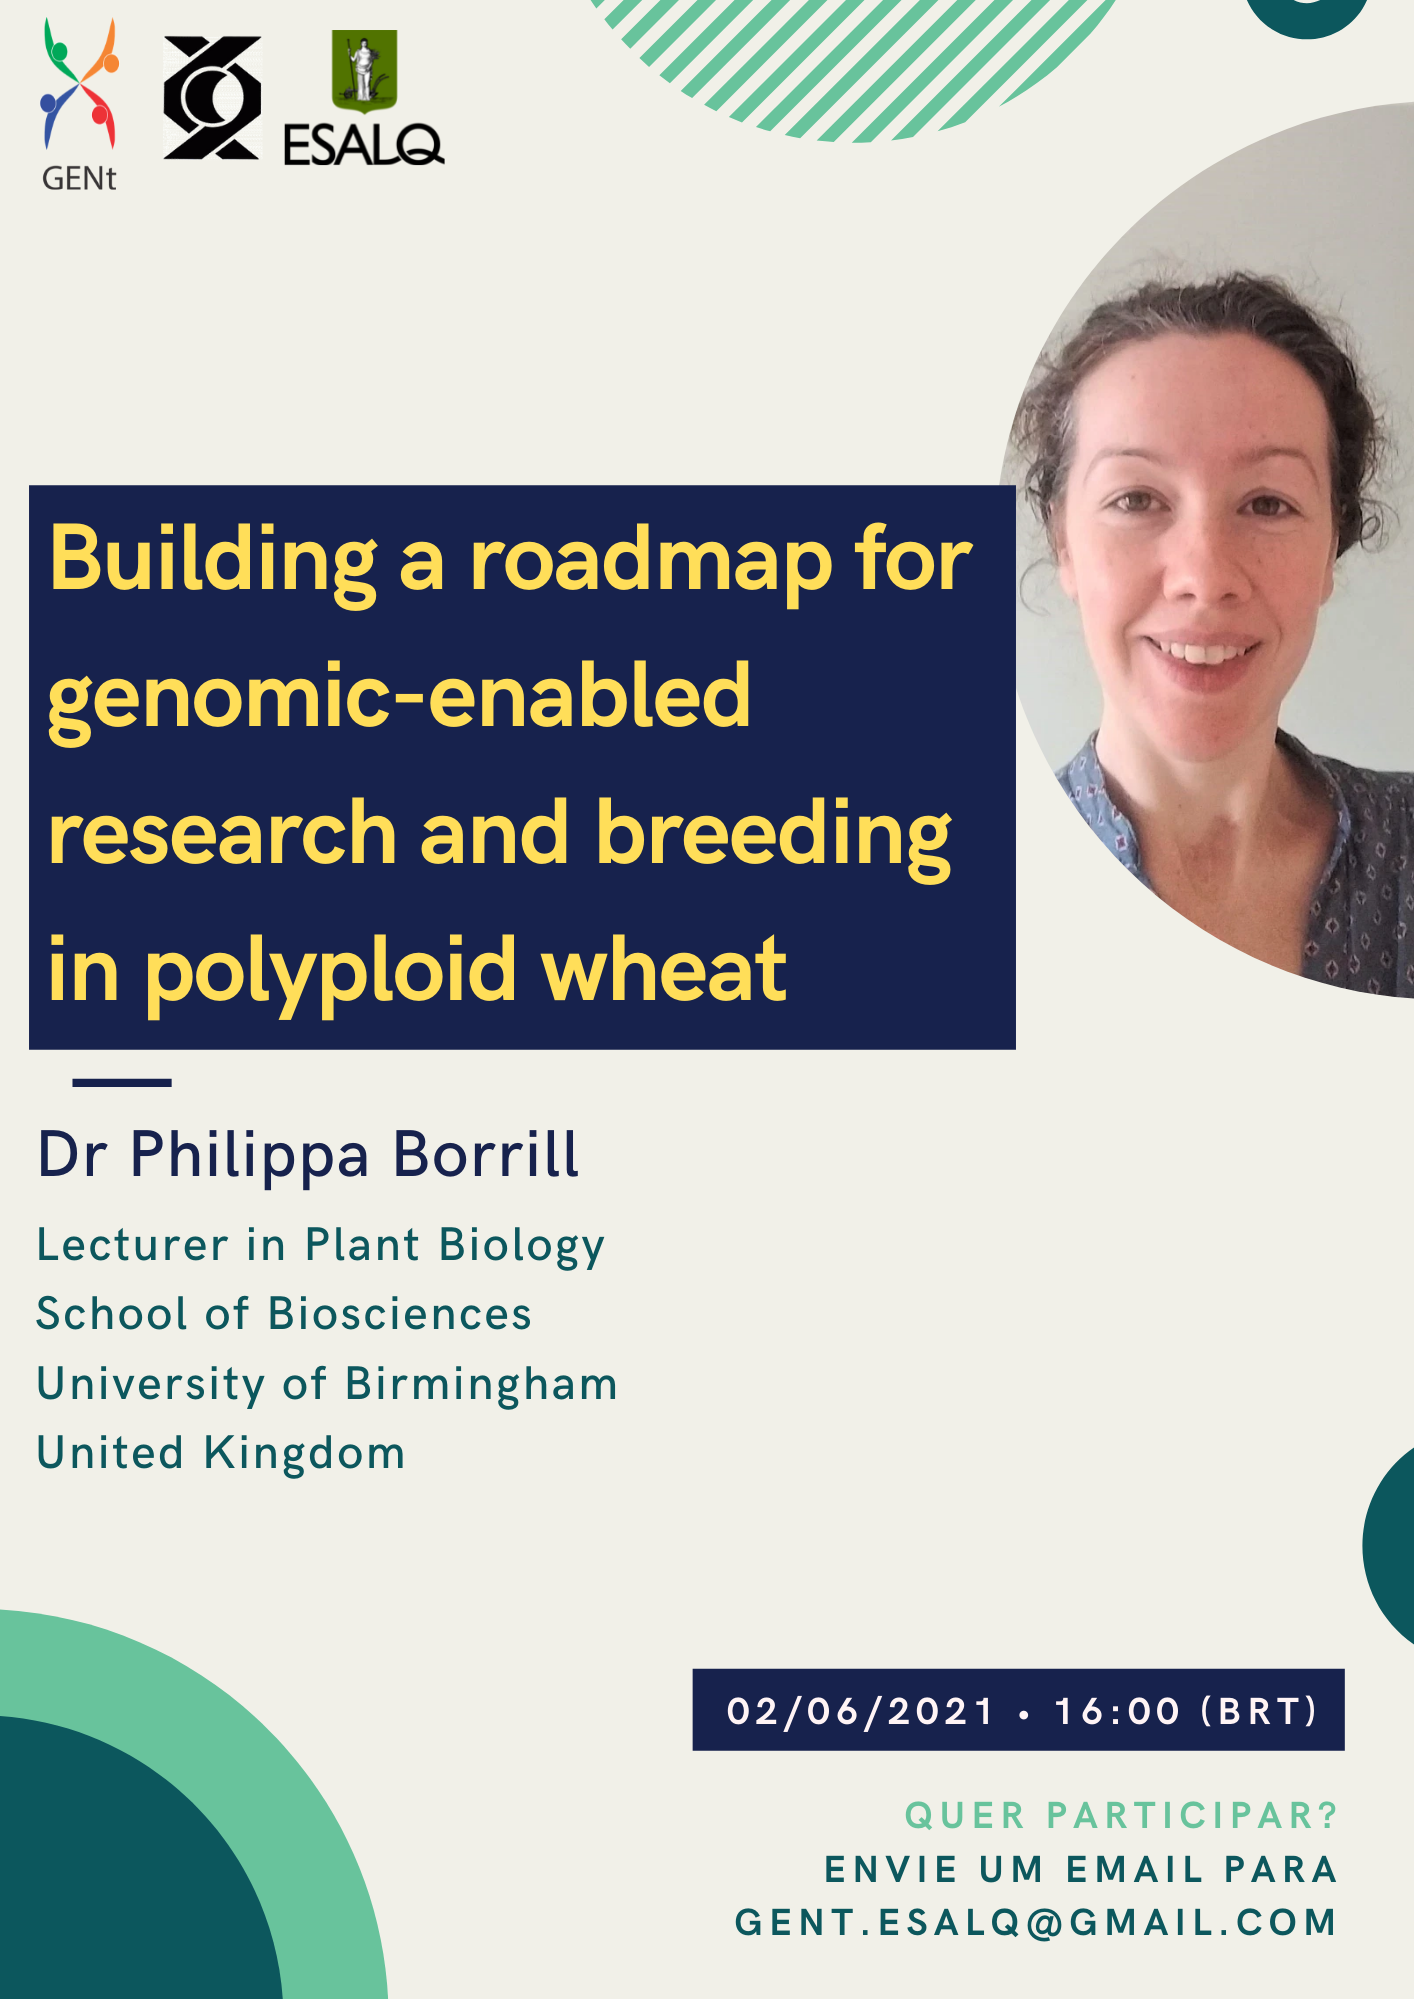 GENt
ESALQ
Building a roadmap for
genomic-enabled
research and breeding
in polyploid wheat
Dr Philippa Borrill
Lecturer in Plant Biology
School of Biosciences
University of Birmingham
United Kingdom
02/06/2021 • 16:00 (BRT)
QUER PARTICIPAR?
ENVIE UM EMAIL PARA
GENT.ESALQ@GMAIL.COM